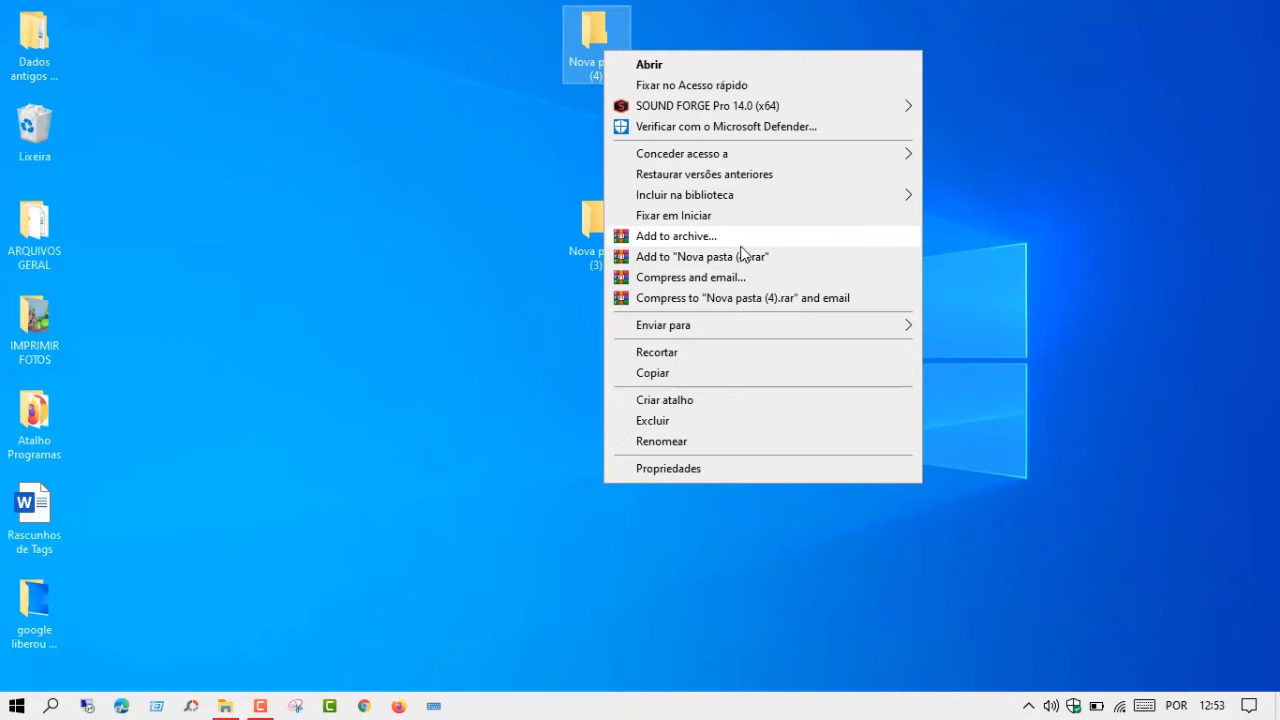 Dados
antigos ...
Lixeira
ARQUIVOS
GERAL
IMPRIMIR
FOTOS
Atalho
Programas
Rascunhos
de Tags
google
liberou ...
Nova p
(4)
Nova p
(3)
Abrir
Fixar no Acesso rápido
SOUND FORGE Pro 14.0 (x64)
Verificar com o Microsoft Defender...
Conceder acesso a
Restaurar versões anteriores
Incluir na biblioteca
Fixar em Iniciar
Add to archive...
Add to "Nova pasta ( rar"
Compress and email...
Compress to "Nova pasta (4).rar" and email
Enviar para
Recortar
Copiar
Criar atalho
Excluir
Renomear
Propriedades
POR 12:53